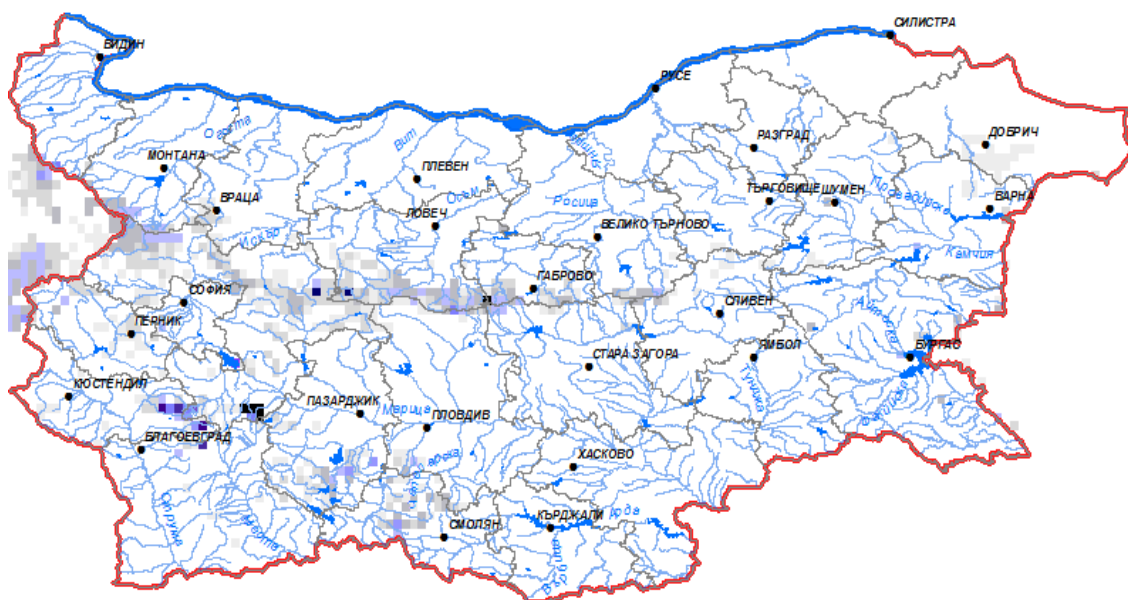 СИЛИСТРА
ВИДИН
РУСЕ
Огоста
Вит
РАЗГРАД
ДОБРИЧ
МОНТАНА
ПЛЕВЕН
Осъм
ТЪРГОВИЩЕ
ШУМЕН
ВРАЦА
Росица
ВАРНА
ЛОВЕЧ
Искър
ВЕЛИКО ТЪРНОВО
Камчия
ГАБРОВО
СОФИЯ
СЛИВЕН
ПЕРНИК
СТАРА ЗАГОРА
ЯМБОЛ
БУРГАС
КЮСТЕНДИЛ
ПАЗАРДЖИК
Марица
ПЛОВДИВ
Тунджа
БЛАГОЕВГРАД
ХАСКОВО
Струма
Места
СМОЛЯН
КЪРДЖАЛИ